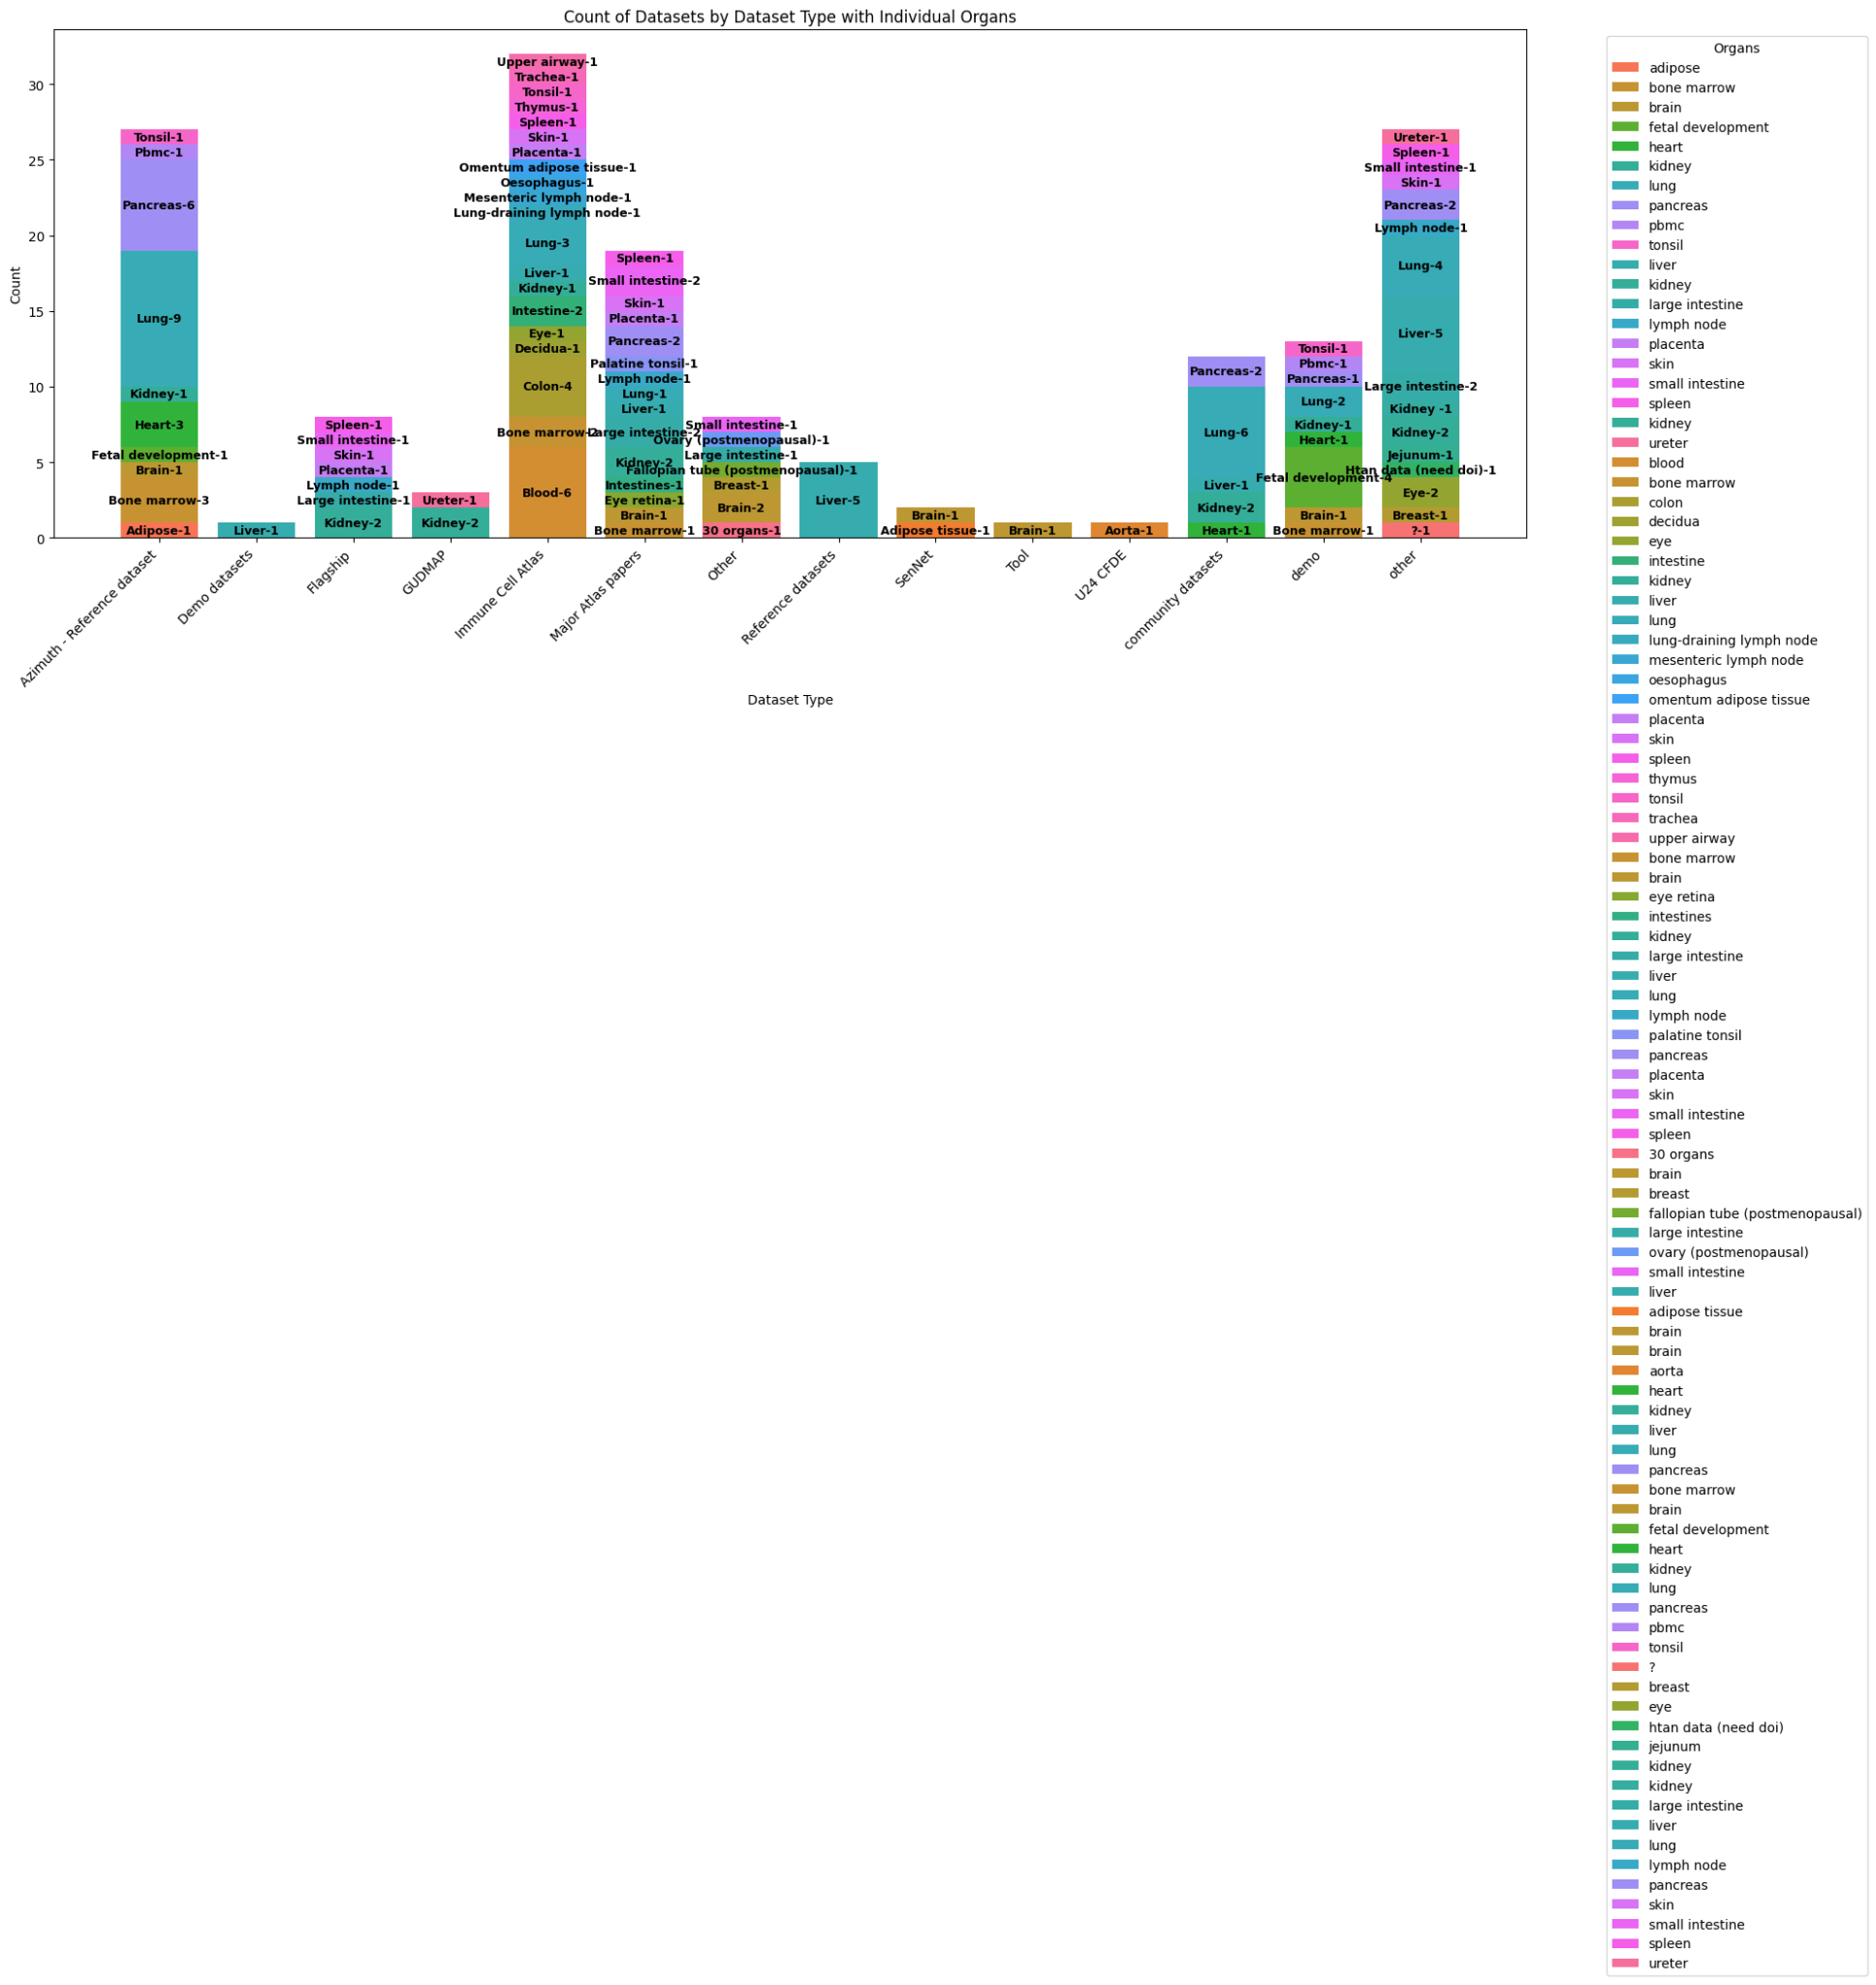 Count of Datasets by Dataset Type with Individual Organs
Count
30
25
20
15
10
5
0
Tonsil-1
Pbmc-1
Pancreas-6
Lung-9
Kidney-1
Heart-3
Fetal development-1
Brain-1
Bone marrow-3
Adipose-1
Liver-1
Spleen-1
Small intestine-1
Skin-1
Placenta-1
Lymph node-1
Large intestine-1
Kidney-2
Ureter-1
Kidney-2
Upper airway-1
Trachea-1
Tonsil-1
Thymus-1
Spleen-1
Skin-1
Placenta-1
Omentum adipose tissue-1
Oesophagus-1
Mesenteric lymph node-1
Lung-draining lymph node-1
Lung-3
Liver-1
Kidney-1
Intestine-2
Eye-1
Decidua-1
Colon-4
Bone marrow-2
Blood-6
Spleen-1
Small intestine-2
Skin-1
Placenta-1
Pancreas-2
Palatine tonsil-1
Lymph node-1
Lung-1
Liver-1
Large intestine-2
Kidney-2
Intestines-1
Eye retina-1
Brain-1
Bone marrow-1
Small intestine-1
Ovary (postmenopausal)-1
Large intestine-1
Fallopian tube (postmenopausal)-1
Breast-1
Brain-2
30 organs-1
Liver-5
Brain-1
Adipose tissue-1
Brain-1
Aorta-1
Pancreas-2
Lung-6
Liver-1
Kidney-2
Heart-1
Tonsil-1
Pbmc-1
Pancreas-1
Lung-2
Kidney-1
Heart-1
Fetal development-4
Brain-1
Bone marrow-1
Ureter-1
Spleen-1
Small intestine-1
Skin-1
Pancreas-2
Lymph node-1
Lung-4
Liver-5
Large intestine-2
Kidney -1
Kidney-2
Jejunum-1
Htan data (need doi)-1
Eye-2
Breast-1
?-1
Azimuth - Reference dataset
Demo datasets
Flagship
GUDMAP
Immune Cell Atlas
Major Atlas papers
Other
Reference datasets
SenNet
Tool
U24 CFDE
community datasets
demo
other
Dataset Type
Organs
adipose
bone marrow
brain
fetal development
heart
kidney
lung
pancreas
pbmc
tonsil
liver
kidney
large intestine
lymph node
placenta
skin
small intestine
spleen
kidney
ureter
blood
bone marrow
colon
decidua
eye
intestine
kidney
liver
lung
lung-draining lymph node
mesenteric lymph node
oesophagus
omentum adipose tissue
placenta
skin
spleen
thymus
tonsil
trachea
upper airway
bone marrow
brain
eye retina
intestines
kidney
large intestine
liver
lung
lymph node
palatine tonsil
pancreas
placenta
skin
small intestine
spleen
30 organs
brain
breast
fallopian tube (postmenopausal)
large intestine
ovary (postmenopausal)
small intestine
liver
adipose tissue
brain
brain
aorta
heart
kidney
liver
lung
pancreas
bone marrow
brain
fetal development
heart
kidney
lung
pancreas
pbmc
tonsil
?
breast
eye
htan data (need doi)
jejunum
kidney
kidney
large intestine
liver
lung
lymph node
pancreas
skin
small intestine
spleen
ureter